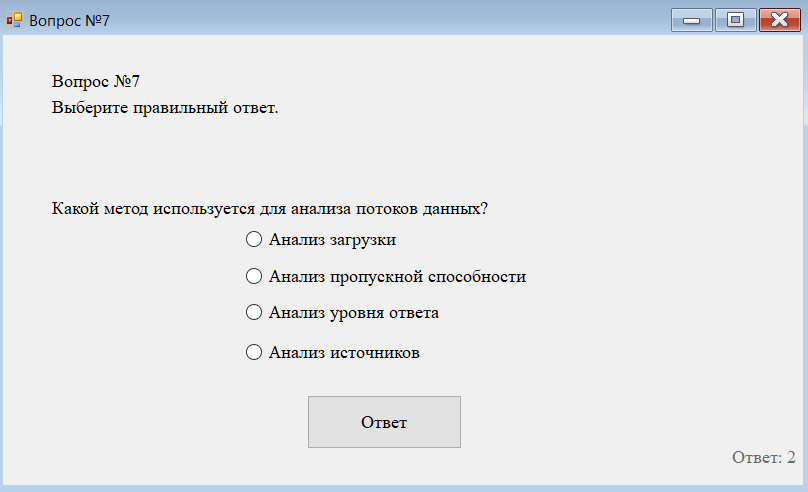 Вопрос №7
Вопрос №7
Выберите правильный ответ.
Какой метод используется для анализа потоков данных?
Анализ загрузки
Анализ пропускной способности
Анализ уровня ответа
Анализ источников
Ответ
Ответ: 2